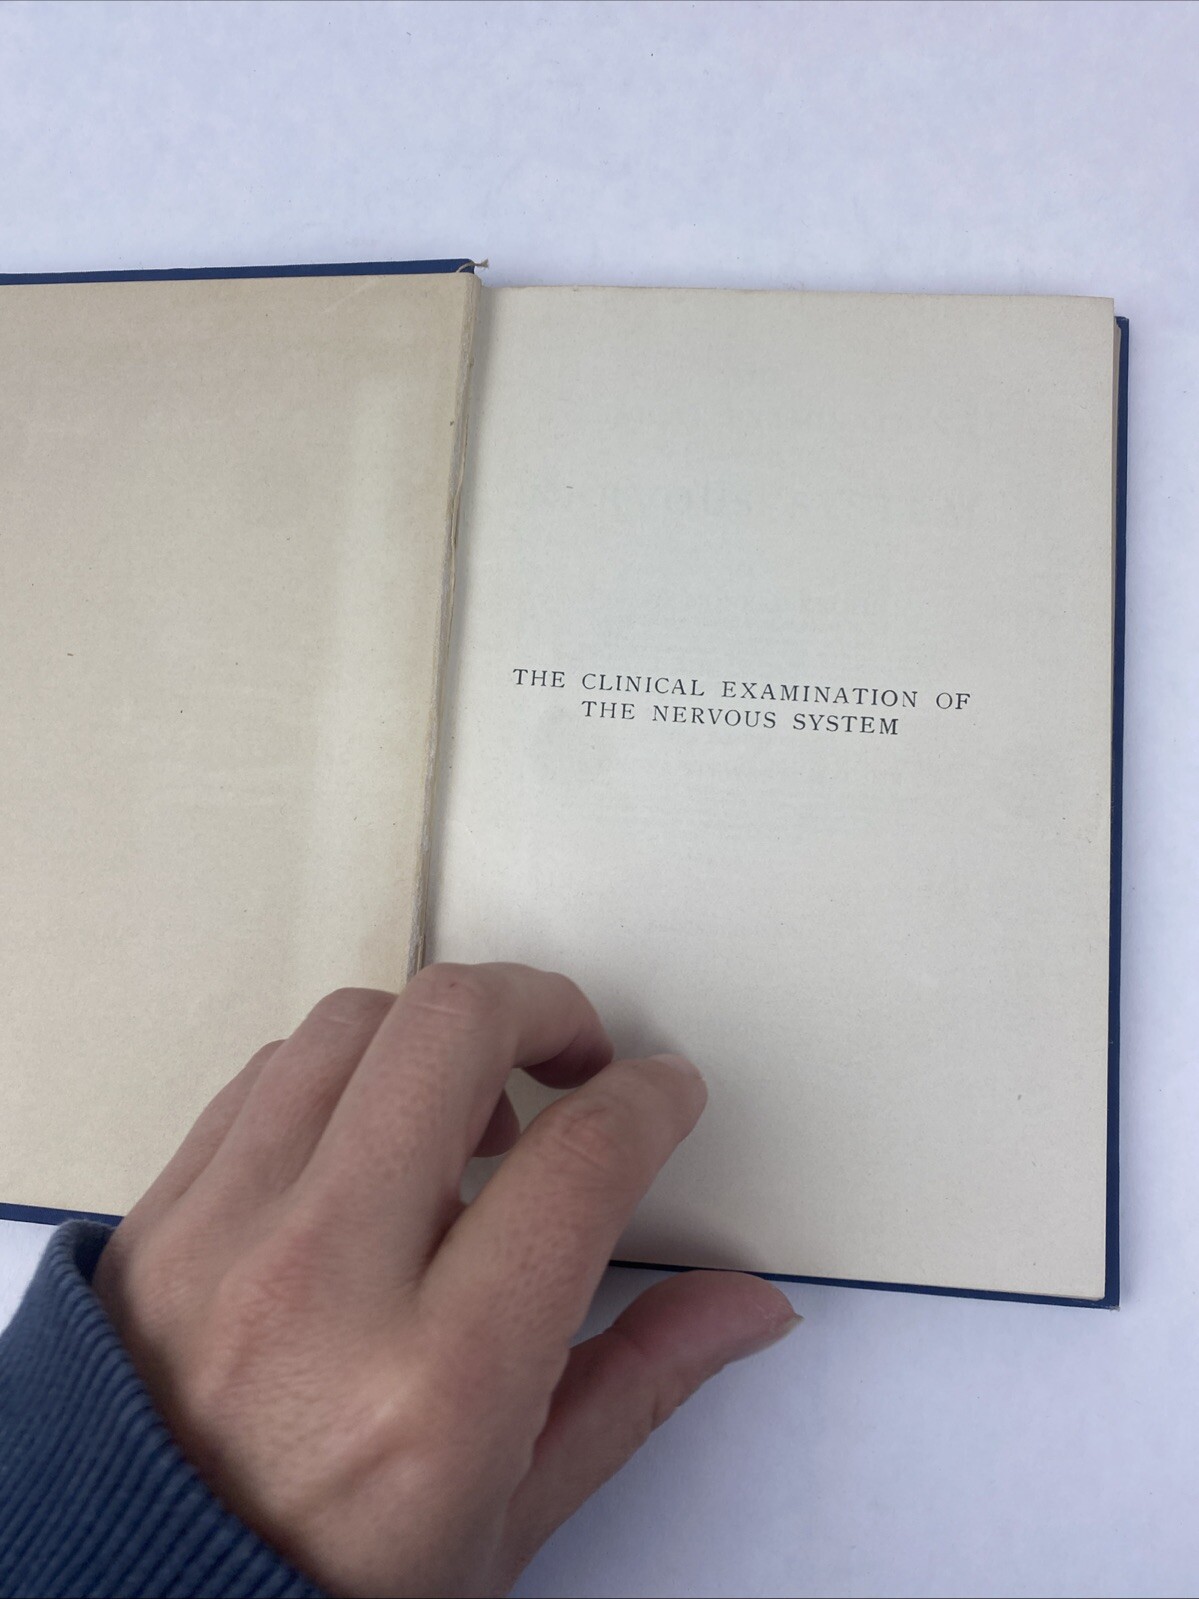 THE CLINICAL EXAMINATION OF
THE NERVOUS SYSTEM